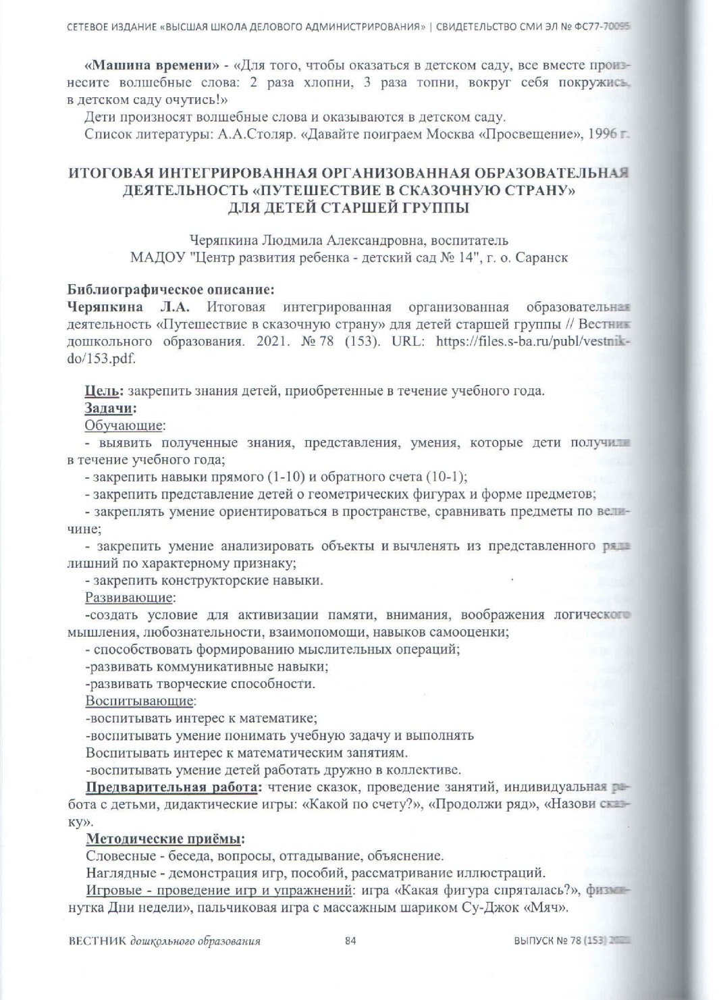 СЕТЕВОЕ ИЗДАНИЕ «ВЫСШАЯ ШКОЛА ДЕЛОВОГО АДМИНИСТРИРОВАНИЯ» | СВИДЕТЕЛЬСТВО СМИ ЭЛ № ФС77-70095
«Машина времени» - «Для того, чтобы оказаться в детском саду, все вместе произ-
несите волшебные слова: 2 раза хлопни, 3 раза топни, вокруг себя покружись,
в детском саду очутись!»
Дети произносят волшебные слова и оказываются в детском саду.
Список литературы: А.А.Столяр. «Давайте поиграем Москва «Просвещение», 1996 г.
ИТОГОВАЯ ИНТЕГРИРОВАННАЯ ОРГАНИЗОВАННАЯ ОБРАЗОВАТЕЛЬНАЯ
ДЕЯТЕЛЬНОСТЬ «ПУТЕШЕСТВИЕ В СКАЗОЧНУЮ СТРАНУ»
ДЛЯ ДЕТЕЙ СТАРШЕЙ ГРУППЫ
Черяпкина Людмила Александровна, воспитатель
МАДОУ "Центр развития ребенка - детский сад № 14", г. о. Саранск
Библиографическое описание:
Черяпкина Л.А. Итоговая интегрированная организованная образовательная
деятельность «Путешествие в сказочную страну» для детей старшей группы // Вестник
дошкольного образования. 2021. № 78 (153). URL: https://files.s-ba.ru/publ/vestnik-
do/153.pdf.
Цель: закрепить знания детей, приобретенные в течение учебного года.
Задачи:
Обучающие:
- выявить полученные знания, представления, умения, которые дети получили
в течение учебного года;
- закрепить навыки прямого (1-10) и обратного счета (10-1);
- закрепить представление детей о геометрических фигурах и форме предметов;
- закреплять умение ориентироваться в пространстве, сравнивать предметы по вели-
чине;
- закрепить умение анализировать объекты и вычленять из представленного ряда
лишний по характерному признаку;
- закрепить конструкторские навыки.
Развивающие:
-создать условие для активизации памяти, внимания, воображения логического
мышления, любознательности, взаимопомощи, навыков самооценки;
- способствовать формированию мыслительных операций;
-развивать коммуникативные навыки;
-развивать творческие способности.
Воспитывающие:
-воспитывать интерес к математике;
-воспитывать умение понимать учебную задачу и выполнять
Воспитывать интерес к математическим занятиям.
-воспитывать умение детей работать дружно в коллективе.
Предварительная работа: чтение сказок, проведение занятий, индивидуальная ра-
бота с детьми, дидактические игры: «Какой по счету?», «Продолжи ряд», «Назови сказ-
ку».
Методические приёмы:
Словесные - беседа, вопросы, отгадывание, объяснение.
Наглядные - демонстрация игр, пособий, рассматривание иллюстраций.
Игровые - проведение игр и упражнений: игра «Какая фигура спряталась?», физми-
нутка Дни недели», пальчиковая игра с массажным шариком Су-Джок «Мяч».
ВЕСТНИК дошкольного образования 84 ВЫПУСК № 78 (153) 2021